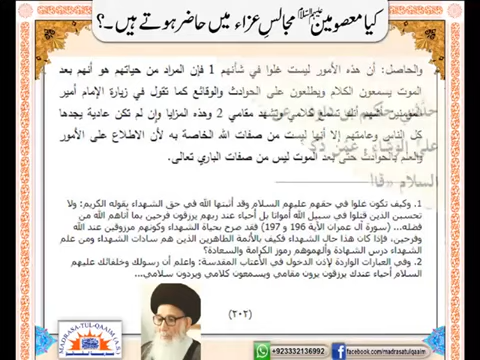 کیا معصومین علیہم السلام مجالسِ عزاء میں حاضر ہوتے ہیں ۔؟
والحاصل: أن هذه الأمور ليست غلوا في شأنهم 1 فإن المراد من حياتهم هو أنهم بعد
الموت يسمعون الكلام ويطلعون على الحوادث والوقائع كما تقول في زيارة الإمام أمير
المؤمنين أشهد أنك تسمع كلامي وتشهد مقامي 2 وهذه المزايا وإن لم تكن عادية يجدها
كل الناس وعامتهم إلا أنها ليست من صفات الله الخاصة به لأن الاطلاع على الأمور
والعلم بالحوادث حتى بعد الموت ليس من صفات الباري تعالى.
السلام «قا
1. وكيف تكون غلوا في حقهم عليهم السلام وقد أثبتها الله في حق الشهداء بقوله الكريم: ولا
تحسبن الذين قتلوا في سبيل الله أمواتا بل أحياء عند ربهم يرزقون فرحين بما آتاهم الله من
فضله... (سورة آل عمران الآية 196 و 197) فقد صرح بحياة الشهداء وكونهم مرزوقين عند الله
وفرحين، فإذا كان هذا حال الشهداء فكيف بالأئمة الطاهرين الذين هم سادات الشهداء ومن علم
الشهداء درس الشهادة وألهموهم رموز الكرامة والسعادة؟
2. وفي العبارات الواردة لإذن الدخول في الأعتاب المقدسة: واعلم أن رسولك وخلفائك عليهم
السلام أحياء عندك يرزقون يرون مقامي ويسمعون كلامي ويردون سلامي...
(٢٠٢)
MADRASA-TUL-QAAIM(A.S)
+923332136992
facebook.com/madrasatulqaaim